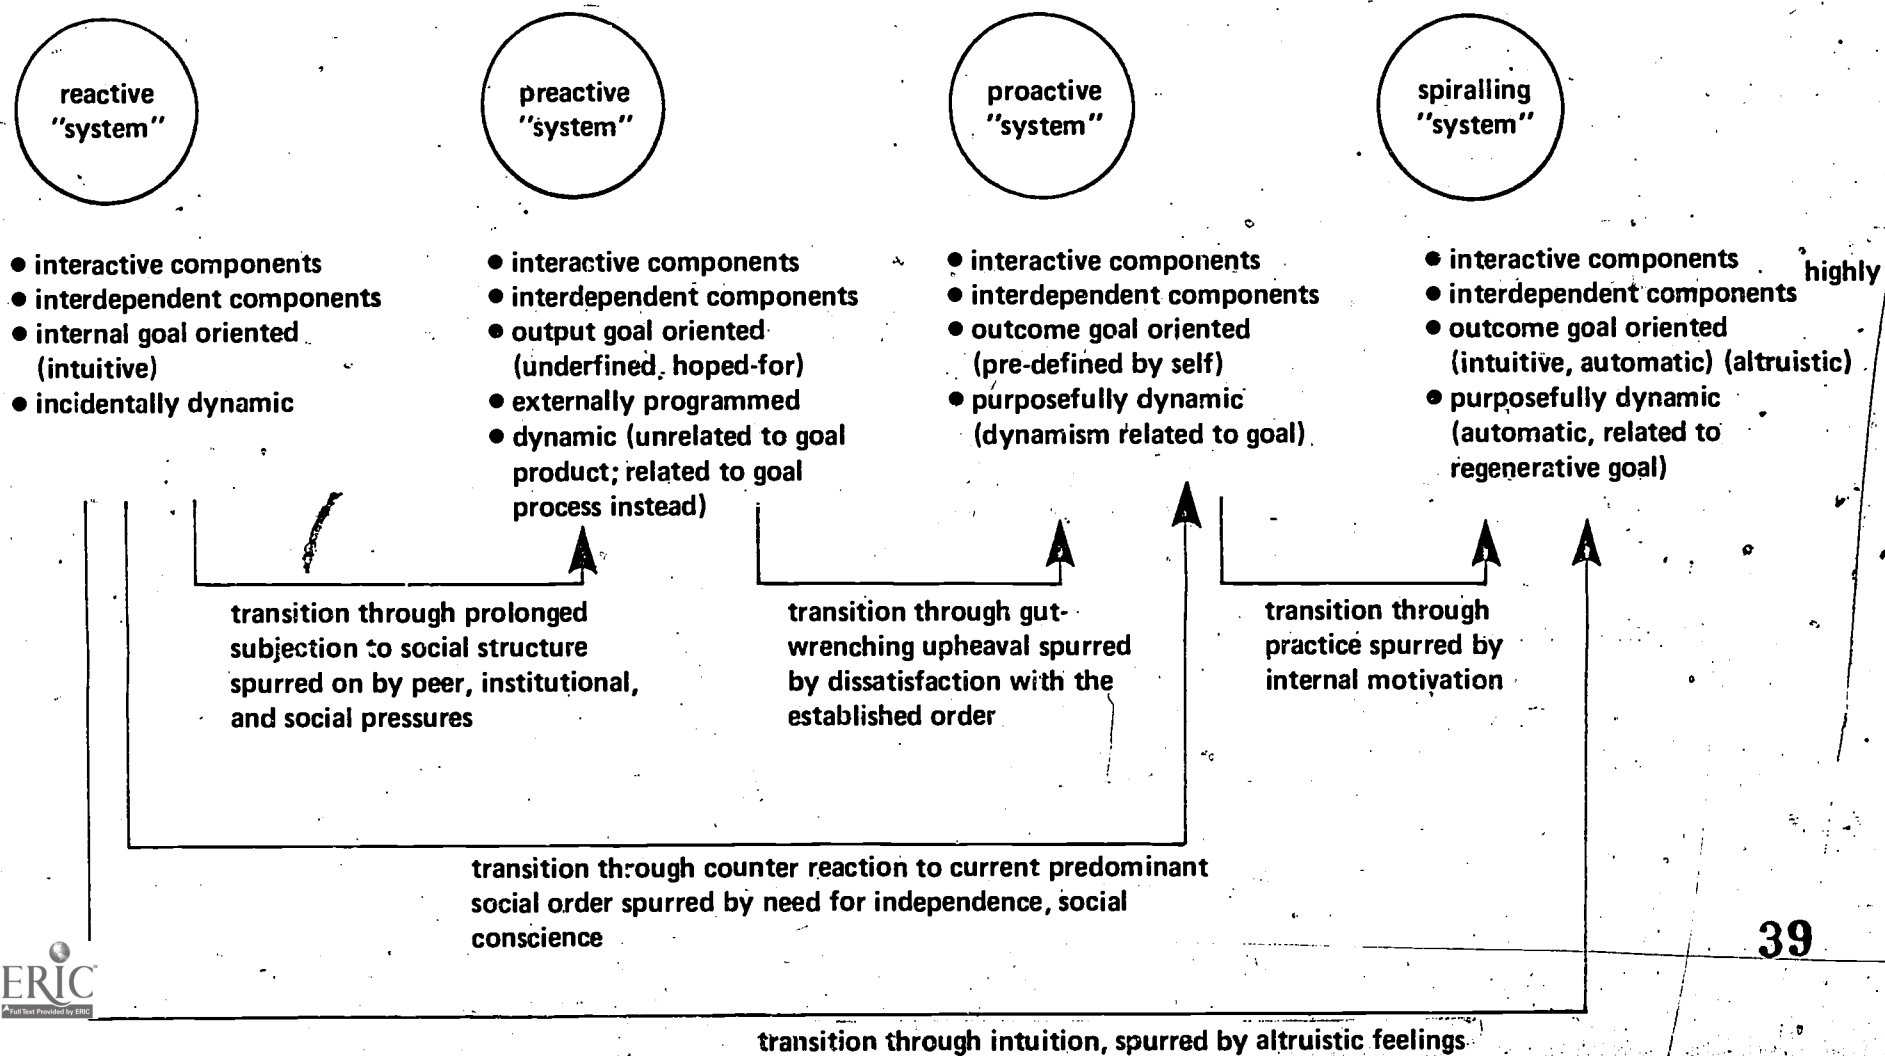 reactive
"system"
preactive
"system"
proactive
"system"
spiralling
"system"
● interactive components
● interdependent components
● internal goal oriented
(intuitive)
● incidentally dynamic
● interactive components
● interdependent components
● output goal oriented
(underfined, hoped-for)
● externally programmed
● dynamic (unrelated to goal
product; related to goal
process instead)
● interactive components
● interdependent components
● outcome goal oriented
(pre-defined by self)
● purposefully dynamic
(dynamism related to goal)
● interactive components
● interdependent components
● outcome goal oriented
(intuitive, automatic) (altruistic)
● purposefully dynamic
(automatic, related to
regenerative goal)
highly
transition through prolonged
subjection to social structure
spurred on by peer, institutional,
and social pressures
transition through gut-
wrenching upheaval spurred
by dissatisfaction with the
established order
transition through
practice spurred by
internal motivation
transition through counter reaction to current predominant
social order spurred by need for independence, social
conscience
39
ERIC
Full Text Provided by ERIC
transition through intuition, spurred by altruistic feelings